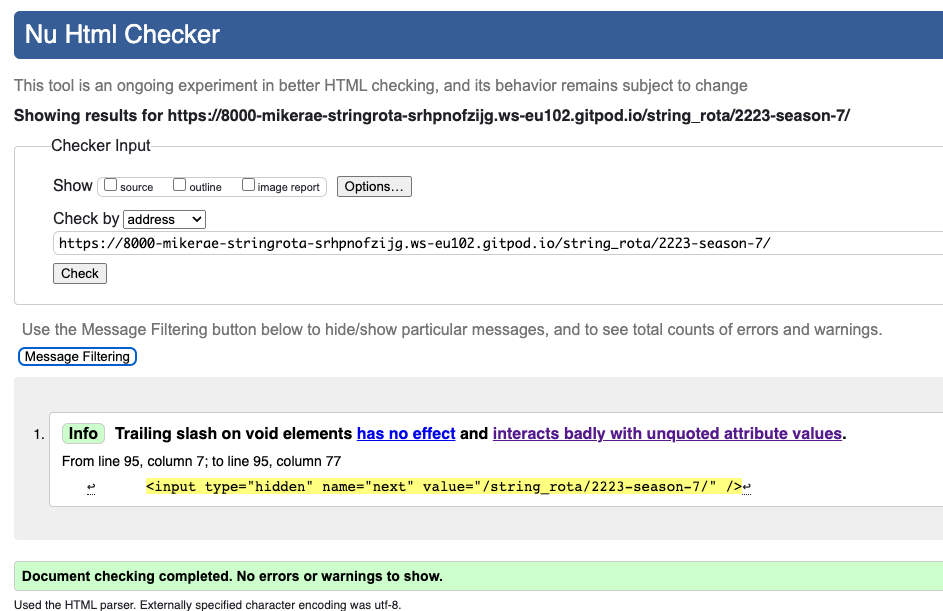 Nu Html Checker
This tool is an ongoing experiment in better HTML checking, and its behavior remains subject to change
Showing results for https://8000-mikerae-stringrota-srhpnofzijg.ws-eu102.gitpod.io/string_rota/2223-season-7/
Checker Input
Show source outline image report Options...
Check by address
https://8000-mikerae-stringrota-srhpnofzijg.ws-eu102.gitpod.io/string_rota/2223-season-7/
Check
Use the Message Filtering button below to hide/show particular messages, and to see total counts of errors and warnings.
Message Filtering
1. Info Trailing slash on void elements has no effect and interacts badly with unquoted attribute values.
From line 95, column 7; to line 95, column 77
↩ <input type="hidden" name="next" value="/string_rota/2223-season-7/" />↩
Document checking completed. No errors or warnings to show.
Used the HTML parser. Externally specified character encoding was utf-8.